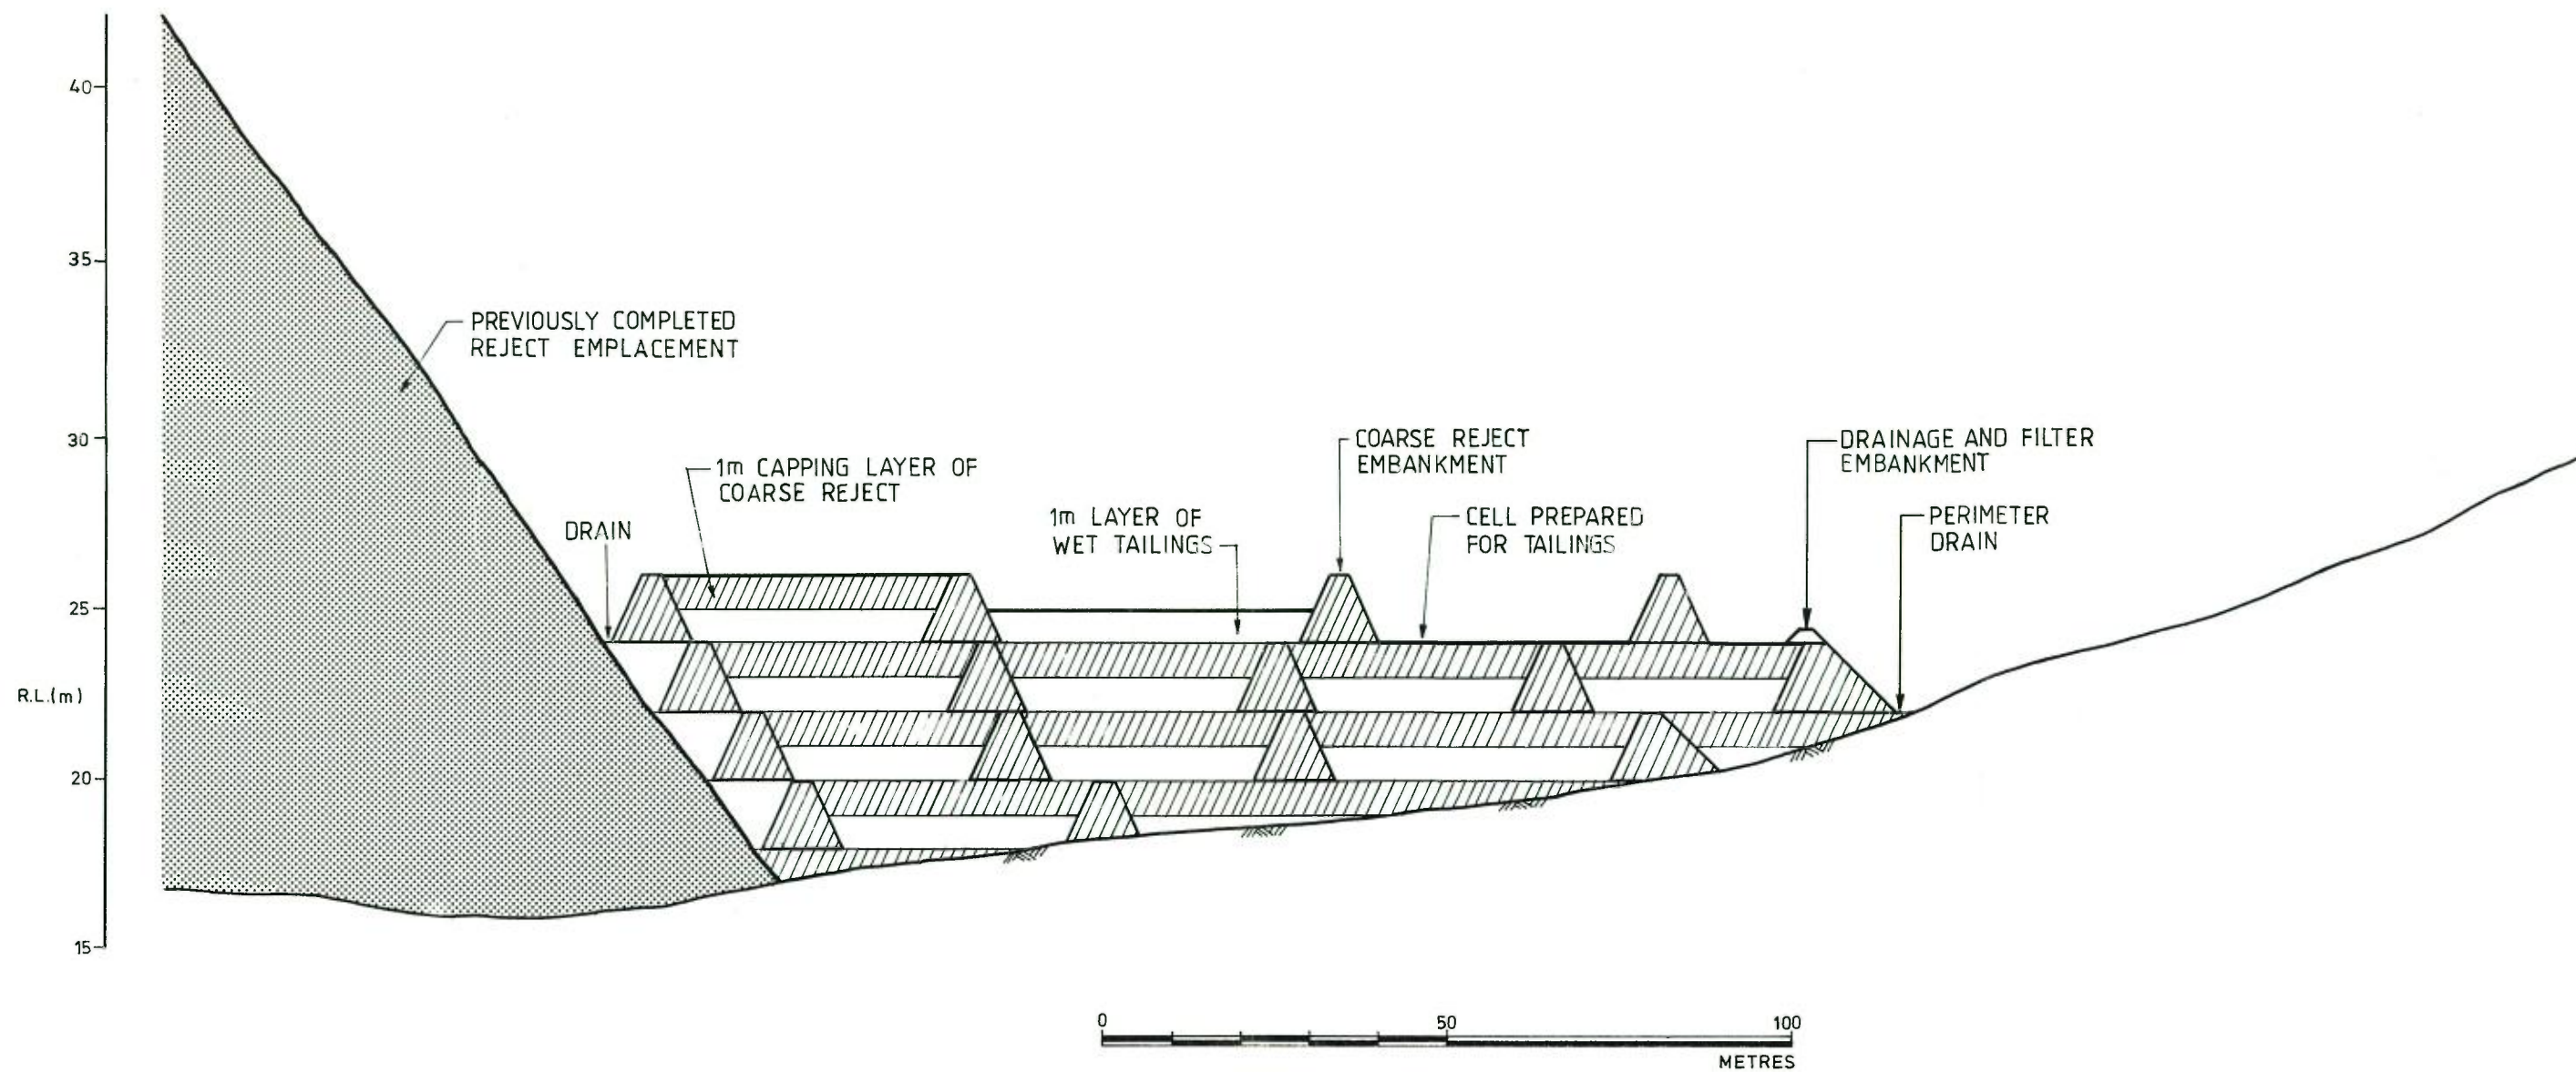 40
35
PREVIOUSLY COMPLETED
REJECT EMPLACEMENT
30
1m CAPPING LAYER OF
COARSE REJECT
COARSE REJECT
EMBANKMENT
DRAINAGE AND FILTER
EMBANKMENT
DRAIN
1m LAYER OF
WET TAILINGS
CELL PREPARED
FOR TAILINGS
PERIMETER
DRAIN
25
R.L.(m)
20
15
0 50 100
METRES